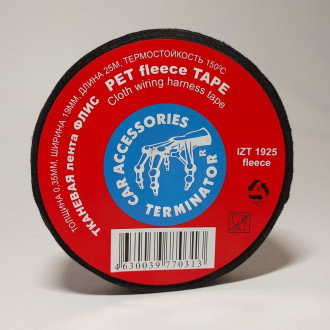 ТОЛЩИНА 0,35ММ, ШИРИНА 19ММ, ДЛИНА 25М, ТЕРМОСТОЙКОСТЬ 150°С
ТКАНЕВАЯ лента ФЛИС
PET fleece TAPE
Cloth wiring harness tape
CAR ACCESSORIES
TERMINATOR®
IZT 1925
fleece
4630039770313